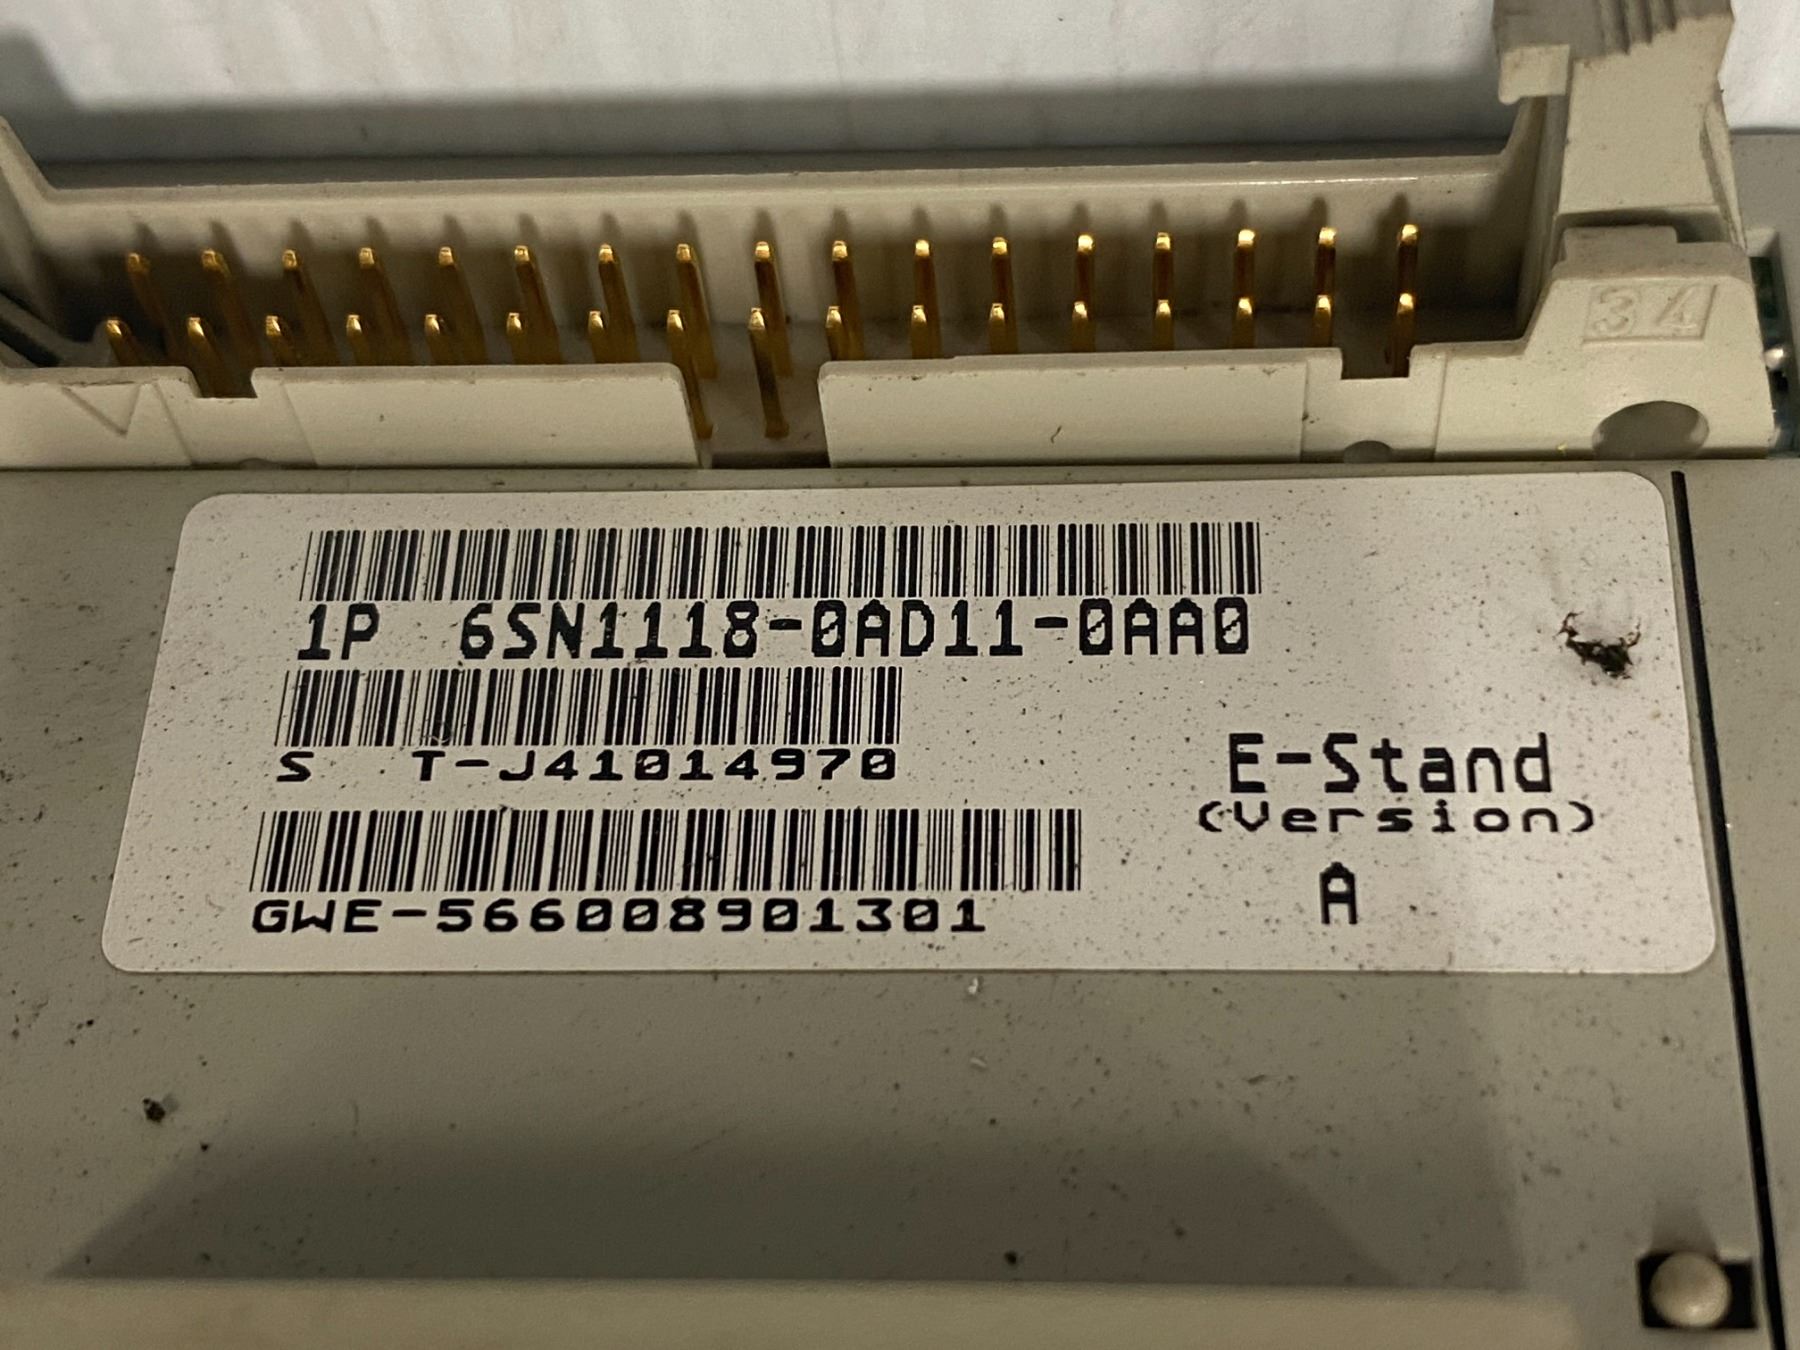 34
1P 6SN1118-0AD11-0AA0
S T-J41014970
E-Stand
(Version)
GWE-566008901301
A